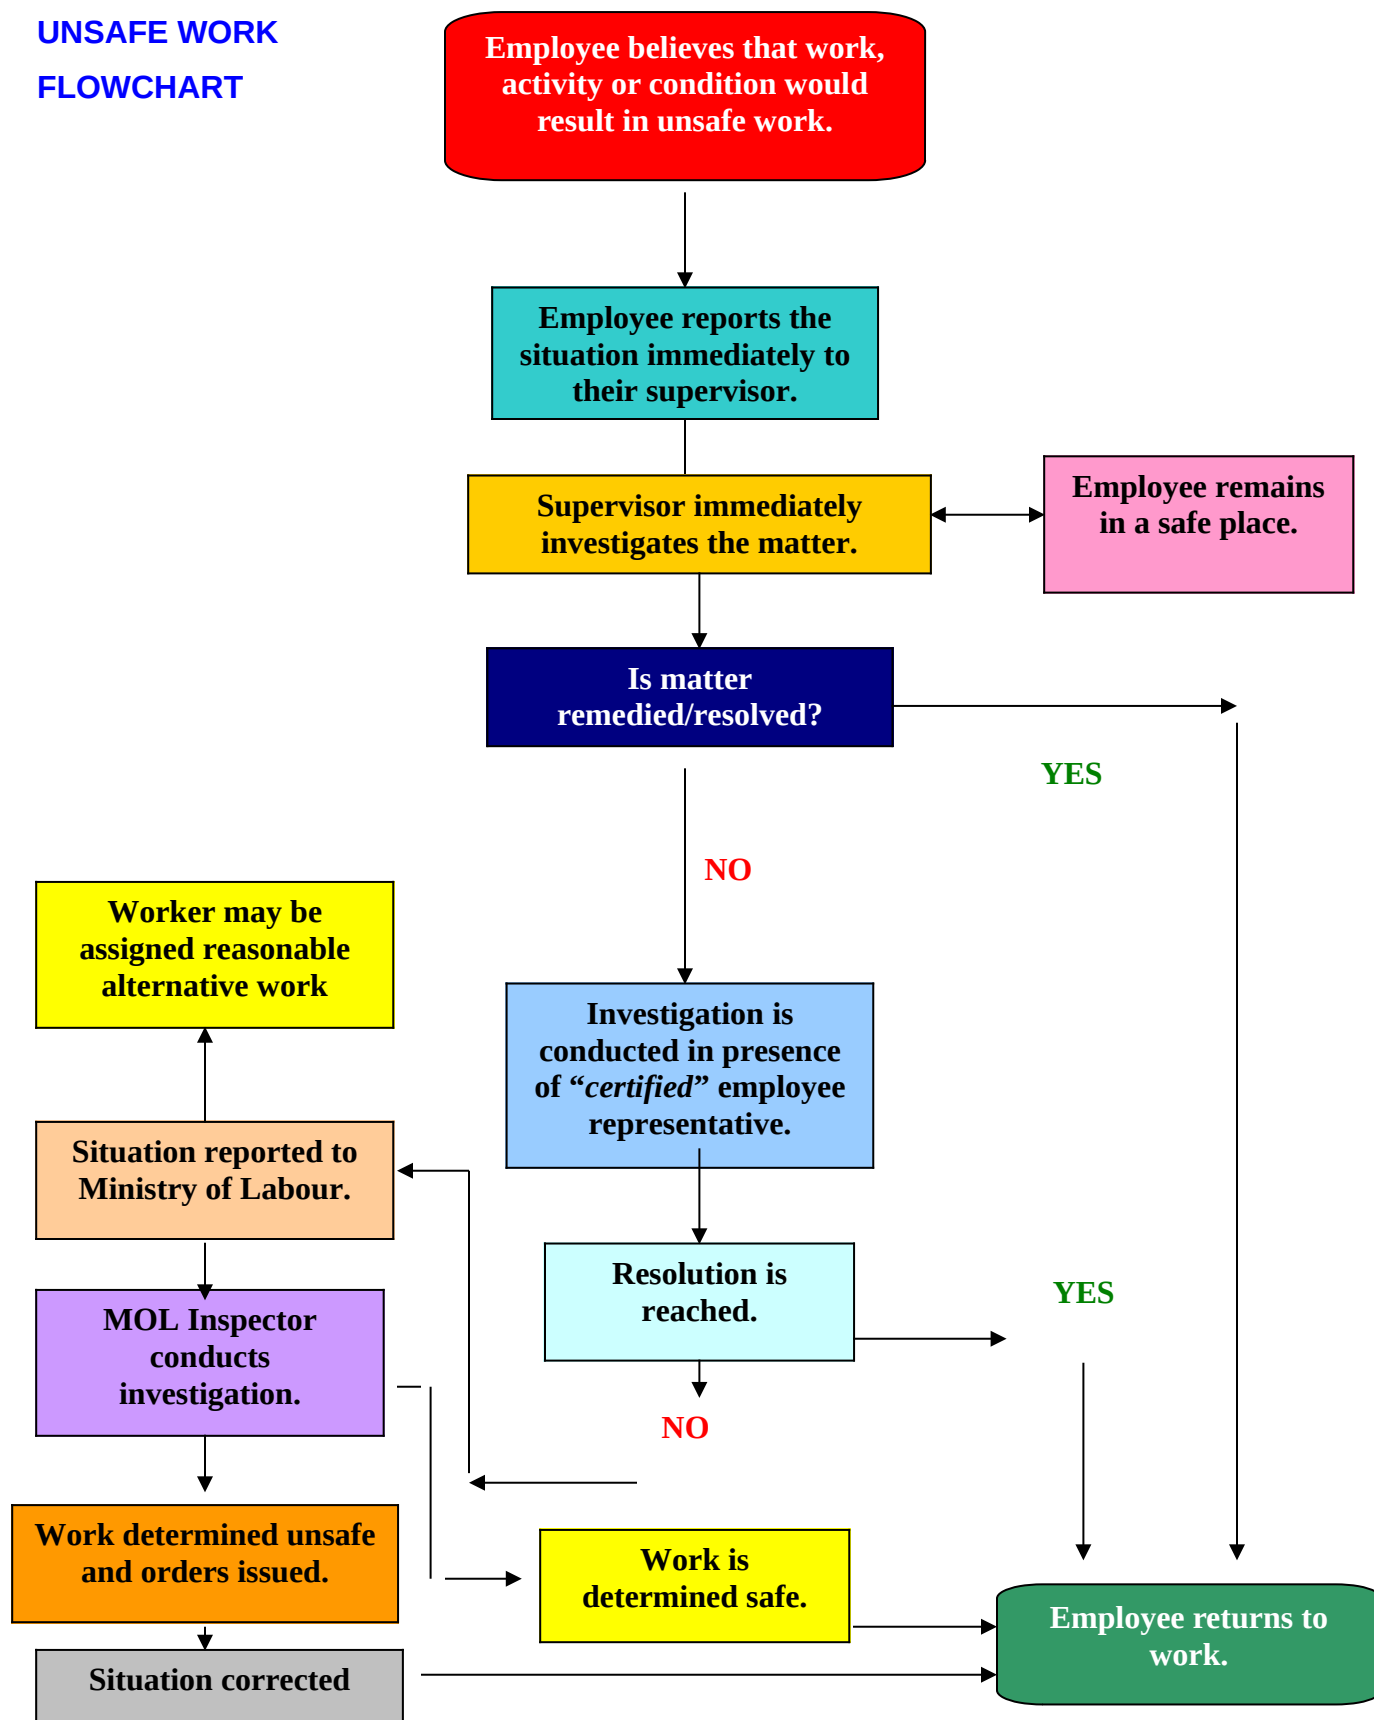 UNSAFE WORK
FLOWCHART
Employee believes that work,
activity or condition would
result in unsafe work.
Employee reports the
situation immediately to
their supervisor.
Supervisor immediately
investigates the matter.
Employee remains
in a safe place.
Is matter
remedied/resolved?
YES
NO
Worker may be
assigned reasonable
alternative work
Investigation is
conducted in presence
of “certified” employee
representative.
Situation reported to
Ministry of Labour.
Resolution is
reached.
YES
MOL Inspector
conducts
investigation.
NO
Work determined unsafe
and orders issued.
Work is
determined safe.
Employee returns to
work.
Situation corrected